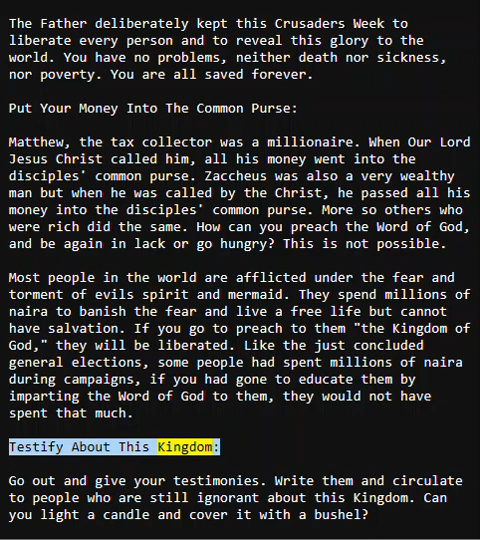 The Father deliberately kept this Crusaders Week to
liberate every person and to reveal this glory to the
world. You have no problems, neither death nor sickness,
nor poverty. You are all saved forever.
Put Your Money Into The Common Purse:
Matthew, the tax collector was a millionaire. When Our Lord
Jesus Christ called him, all his money went into the
disciples' common purse. Zaccheus was also a very wealthy
man but when he was called by the Christ, he passed all his
money into the disciples' common purse. More so others who
were rich did the same. How can you preach the Word of God,
and be again in lack or go hungry? This is not possible.
Most people in the world are afflicted under the fear and
torment of evils spirit and mermaid. They spend millions of
naira to banish the fear and live a free life but cannot
have salvation. If you go to preach to them "the Kingdom of
God," they will be liberated. Like the just concluded
general elections, some people had spent millions of naira
during campaigns, if you had gone to educate them by
imparting the Word of God to them, they would not have
spent that much.
Testify About This Kingdom:
Go out and give your testimonies. Write them and circulate
to people who are still ignorant about this Kingdom. Can
you light a candle and cover it with a bushel?